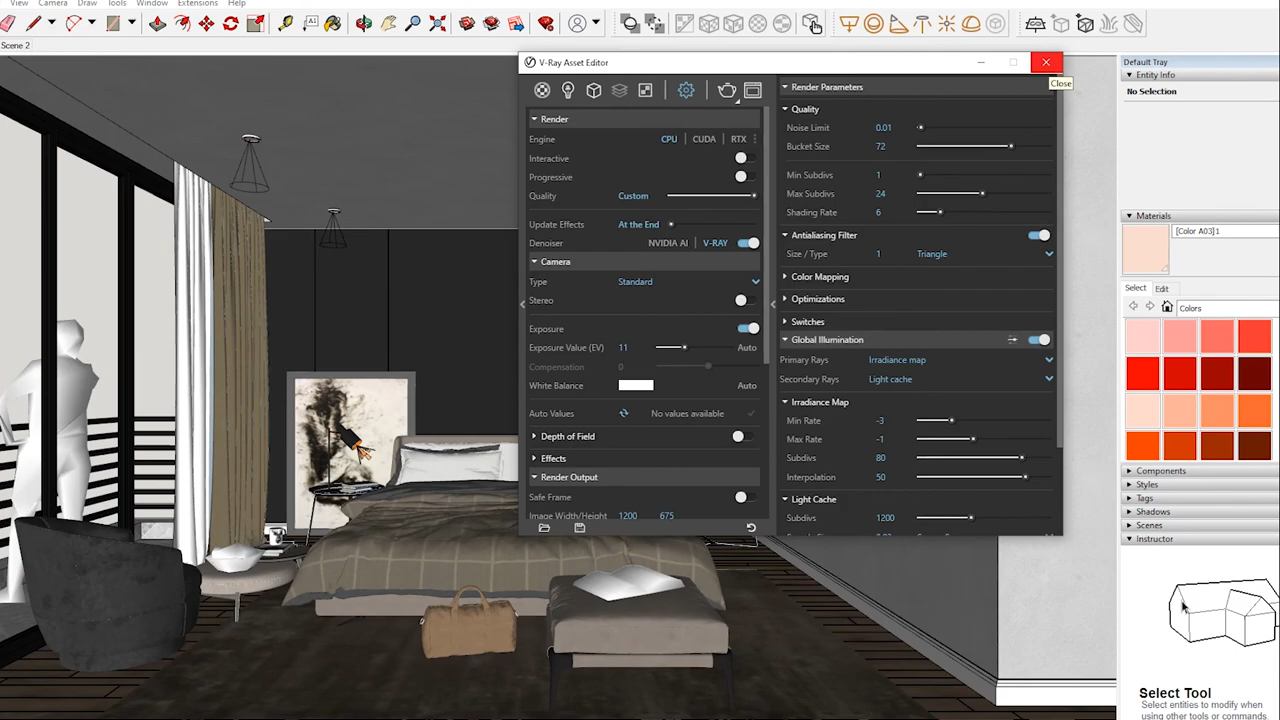 View Camera Draw Tools Window Extensions Help
Scene 2
V-Ray Asset Editor
Close
Render
Engine CPU CUDA RTX
Interactive
Progressive
Quality Custom
Update Effects At the End
Denoiser NVIDIA AI V-RAY
Camera
Type Standard
Stereo
Exposure
Exposure Value (EV) 11 Auto
Compensation 0
White Balance Auto
Auto Values No values available
Depth of Field
Effects
Render Output
Safe Frame
Image Width/Height 1200 675
Render Parameters
Quality
Noise Limit 0.01
Bucket Size 72
Min Subdivs 1
Max Subdivs 24
Shading Rate 6
Antialiasing Filter
Size / Type 1 Triangle
Color Mapping
Optimizations
Switches
Global Illumination
Primary Rays Irradiance map
Secondary Rays Light cache
Irradiance Map
Min Rate -3
Max Rate -1
Subdivs 80
Interpolation 50
Light Cache
Subdivs 1200
Default Tray
Entity Info
No Selection
Materials
[Color A03]1
Select Edit
Colors
Components
Styles
Tags
Shadows
Scenes
Instructor
Select Tool
Select entities to modify when
using other tools or commands.